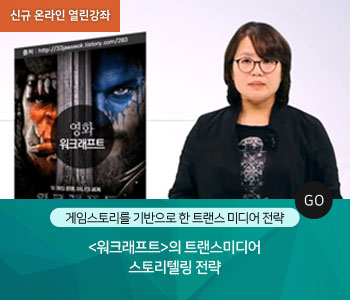 신규 온라인 열린강좌
출처 : http://33jaeseok.tistory.com/283
영화
워크래프트
GO
게임스토리를 기반으로 한 트랜스 미디어 전략
<워크래프트>의 트랜스미디어
스토리텔링 전략